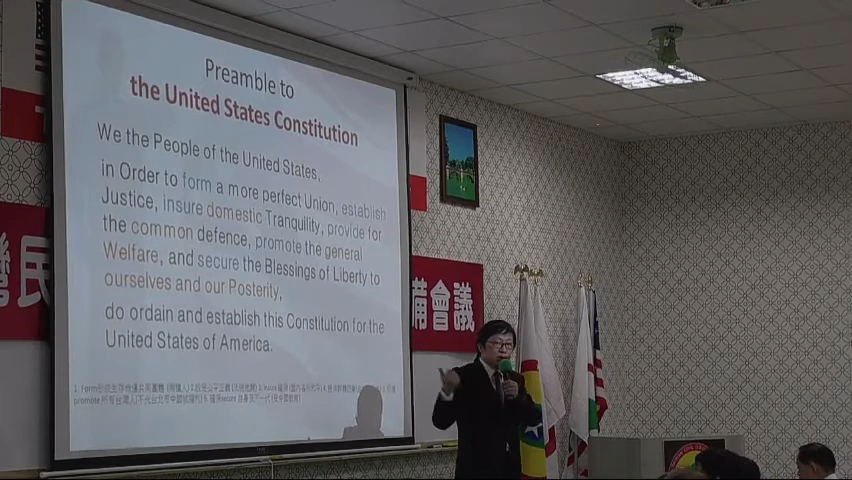 Preamble to
the United States Constitution
We the People of the United States,
in Order to form a more perfect Union, establish
Justice, insure domestic Tranquility, provide for
the common defence, promote the general
Welfare, and secure the Blessings of Liberty to
ourselves and our Posterity,
do ordain and establish this Constitution for the
United States of America.
灣民
備會議